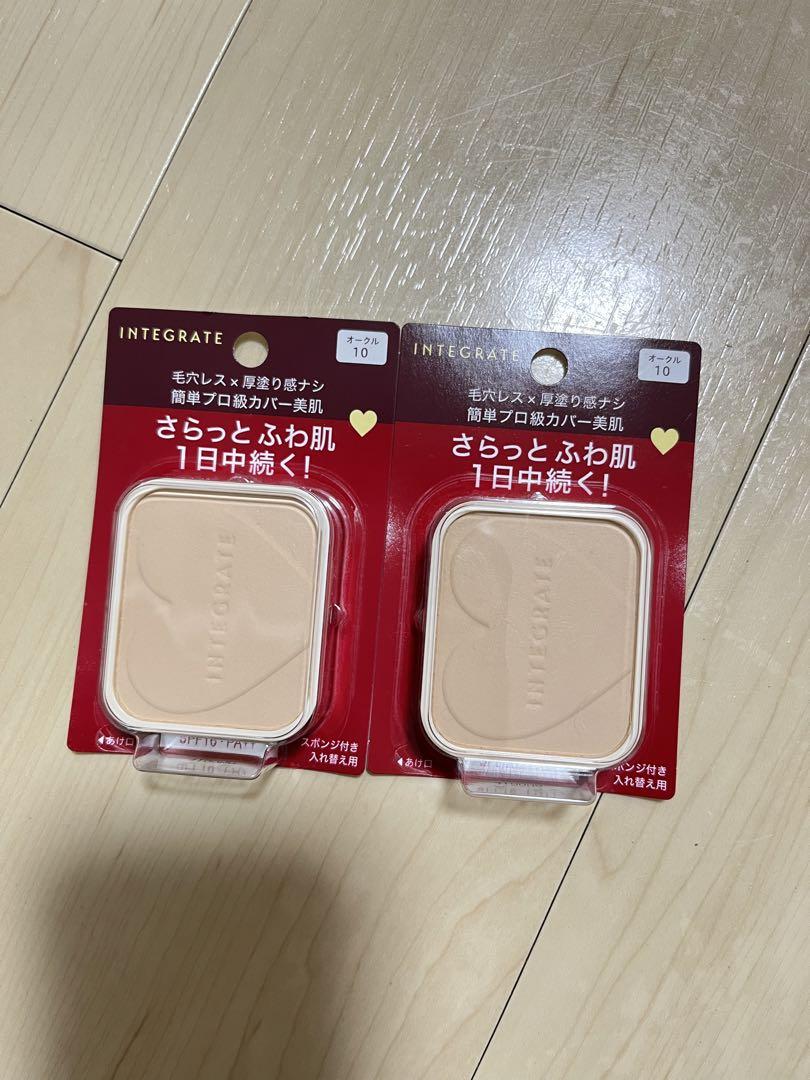 INTEGRATE
オークル
10
毛穴レス×厚塗り感ナシ
簡単プロ級カバー美肌
さらっと ふわ肌
1日中続く!
INTEGRATE
◀あけ口
SPF16・PA++
スポンジ付き
入れ替え用
INTEGRATE
オークル
10
毛穴レス×厚塗り感ナシ
簡単プロ級カバー美肌
さらっと ふわ肌
1日中続く!
INTEGRATE
◀あけ口
ポンジ付き
入れ替え用